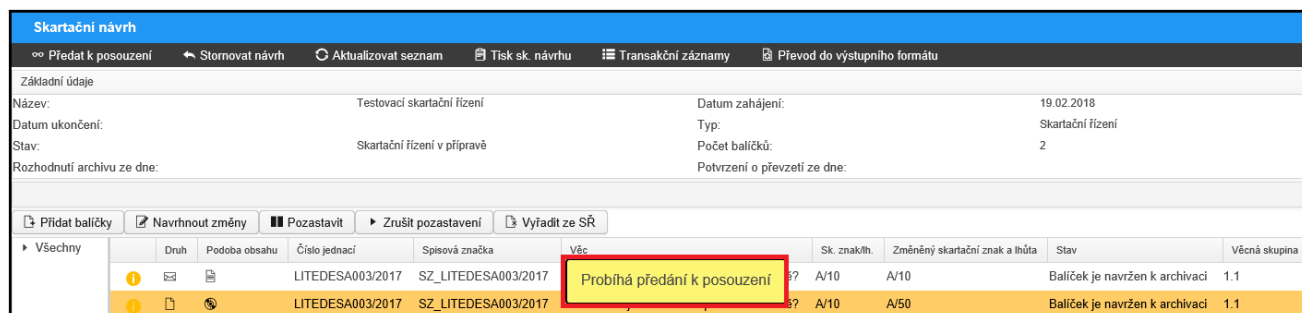 Skartační návrh
Předat k posouzení Stornovat návrh Aktualizovat seznam Tisk sk. návrhu Transakční záznamy Převod do výstupního formátu
Základní údaje
Název: Testovací skartační řízení Datum zahájení: 19.02.2018
Datum ukončení: Typ: Skartační řízení
Stav: Skartační řízení v přípravě Počet balíčků: 2
Rozhodnutí archivu ze dne: Potvrzení o převzetí ze dne:
Přidat balíčky Navrhnout změny Pozastavit Zrušit pozastavení Vyřadit ze SŘ
Všechny Druh Podoba obsahu Číslo jednací Spisová značka Věc Sk. znak/lh. Změněný skartační znak a lhůta Stav Věcná skupina
LITEDESA003/2017 SZ_LITEDESA003/2017 Probíhá předání k posouzení ? A/10 A/10 Balíček je navržen k archivaci 1.1
LITEDESA003/2017 SZ_LITEDESA003/2017 ? A/10 A/50 Balíček je navržen k archivaci 1.1